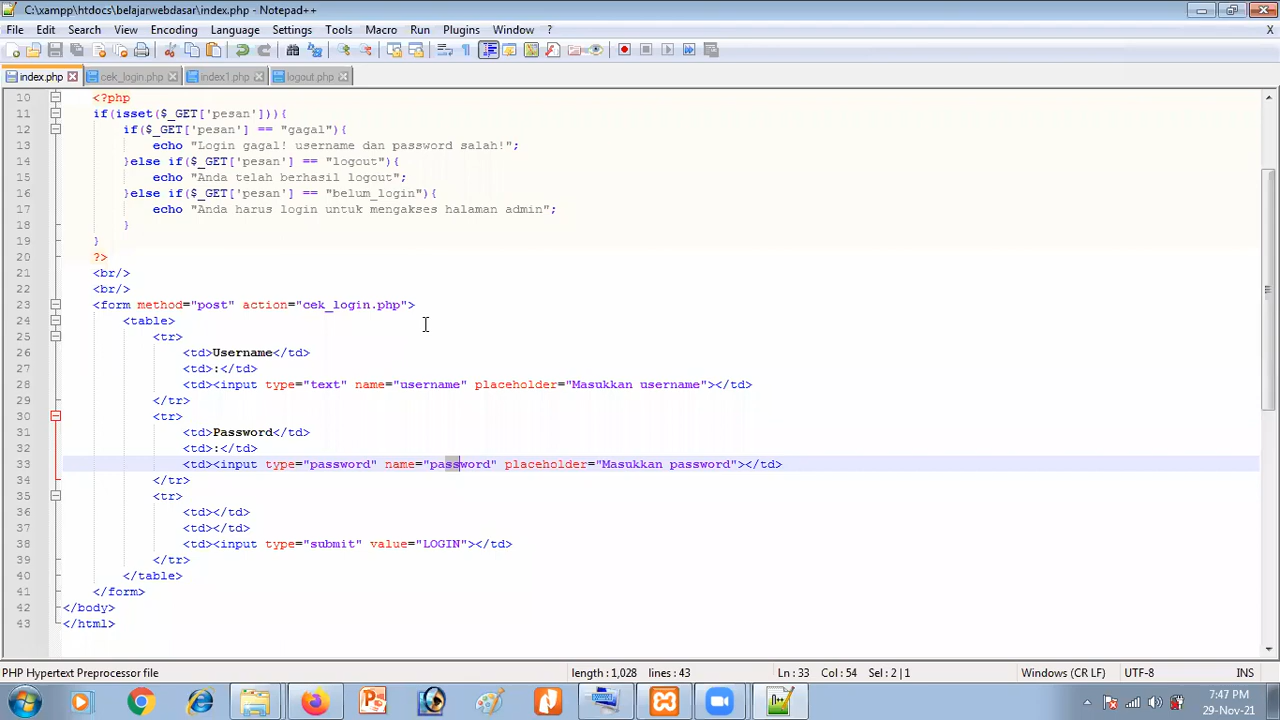 C:\xampp\htdocs\belajarwebdasar\index.php - Notepad++
File Edit Search View Encoding Language Settings Tools Macro Run Plugins Window ? X
index.php cek_login.php index1.php logout.php
10 <?php
11 if(isset($_GET['pesan'])){
12 if($_GET['pesan'] == "gagal"){
13 echo "Login gagal! username dan password salah!";
14 }else if($_GET['pesan'] == "logout"){
15 echo "Anda telah berhasil logout";
16 }else if($_GET['pesan'] == "belum_login"){
17 echo "Anda harus login untuk mengakses halaman admin";
18 }
19 }
20 ?>
21 <br/>
22 <br/>
23 <form method="post" action="cek_login.php">
24 <table>
25 <tr>
26 <td>Username</td>
27 <td>:</td>
28 <td><input type="text" name="username" placeholder="Masukkan username"></td>
29 </tr>
30 <tr>
31 <td>Password</td>
32 <td>:</td>
33 <td><input type="password" name="password" placeholder="Masukkan password"></td>
34 </tr>
35 <tr>
36 <td></td>
37 <td></td>
38 <td><input type="submit" value="LOGIN"></td>
39 </tr>
40 </table>
41 </form>
42 </body>
43 </html>
PHP Hypertext Preprocessor file length : 1,028 lines : 43 Ln : 33 Col : 54 Sel : 2 | 1 Windows (CR LF) UTF-8 INS
7:47 PM
29-Nov-21